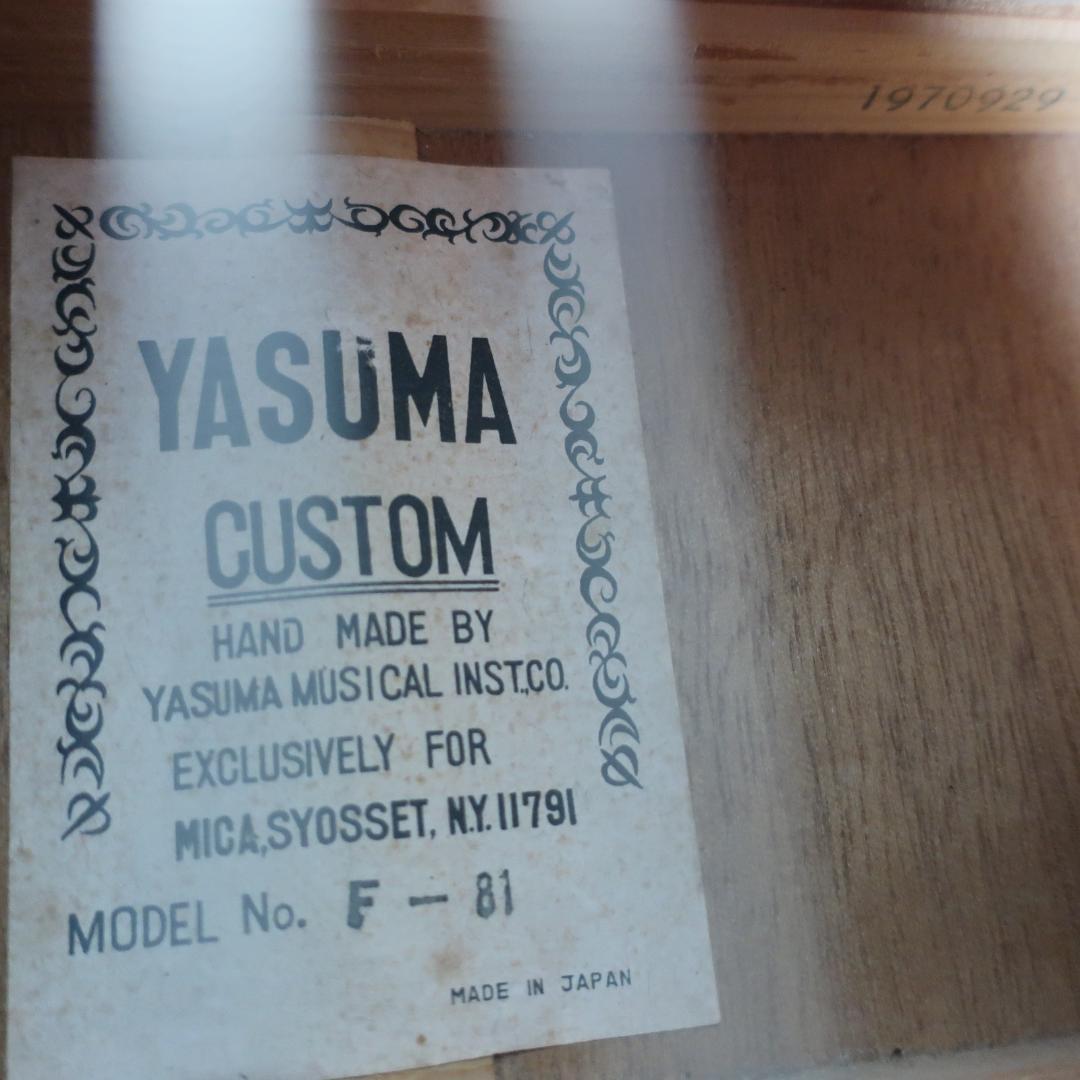 1970929
YASUMA
CUSTOM
HAND MADE BY
YASUMA MUSICAL INST.,CO.
EXCLUSIVELY FOR
MICA,SYOSSET, N.Y. 11791
MODEL No. F - 81
MADE IN JAPAN